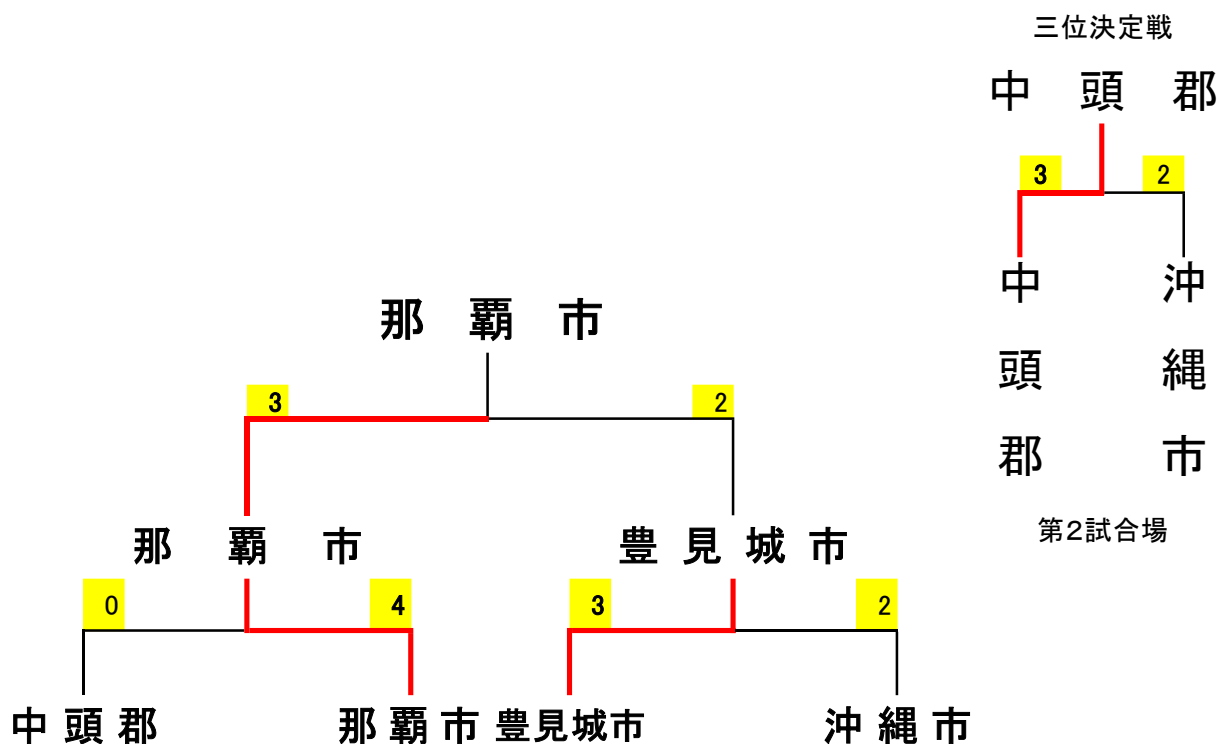 三位決定戦
中頭郡
3 2
中頭郡 沖縄市
第2試合場
那覇市
3 2
那覇市 豊見城市
0 4 3 2
中頭郡 那覇市 豊見城市 沖縄市